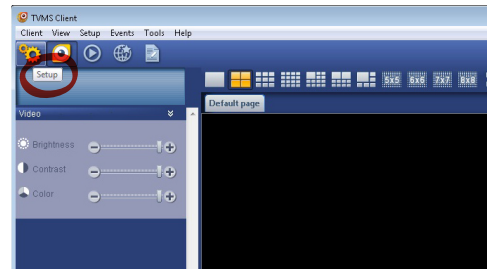 TVMS Client
Client View Setup Events Tools Help
Setup
5x5 6x6 7x7 8x8
Default page
Video
Brightness
Contrast
Color